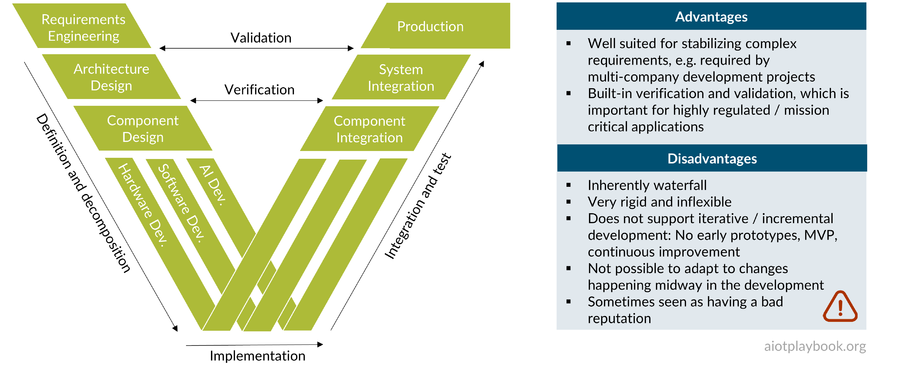 Requirements
Engineering
Production
Validation
Architecture
Design
System
Integration
Verification
Component
Design
Component
Integration
Definition and decomposition
Hardware Dev.
Software Dev.
AI Dev.
Integration and test
Implementation
Advantages
▪ Well suited for stabilizing complex
requirements, e.g. required by
multi-company development projects
▪ Built-in verification and validation, which is
important for highly regulated / mission
critical applications
Disadvantages
▪ Inherently waterfall
▪ Very rigid and inflexible
▪ Does not support iterative / incremental
development: No early prototypes, MVP,
continuous improvement
▪ Not possible to adapt to changes
happening midway in the development
▪ Sometimes seen as having a bad
reputation
!
aiotplaybook.org